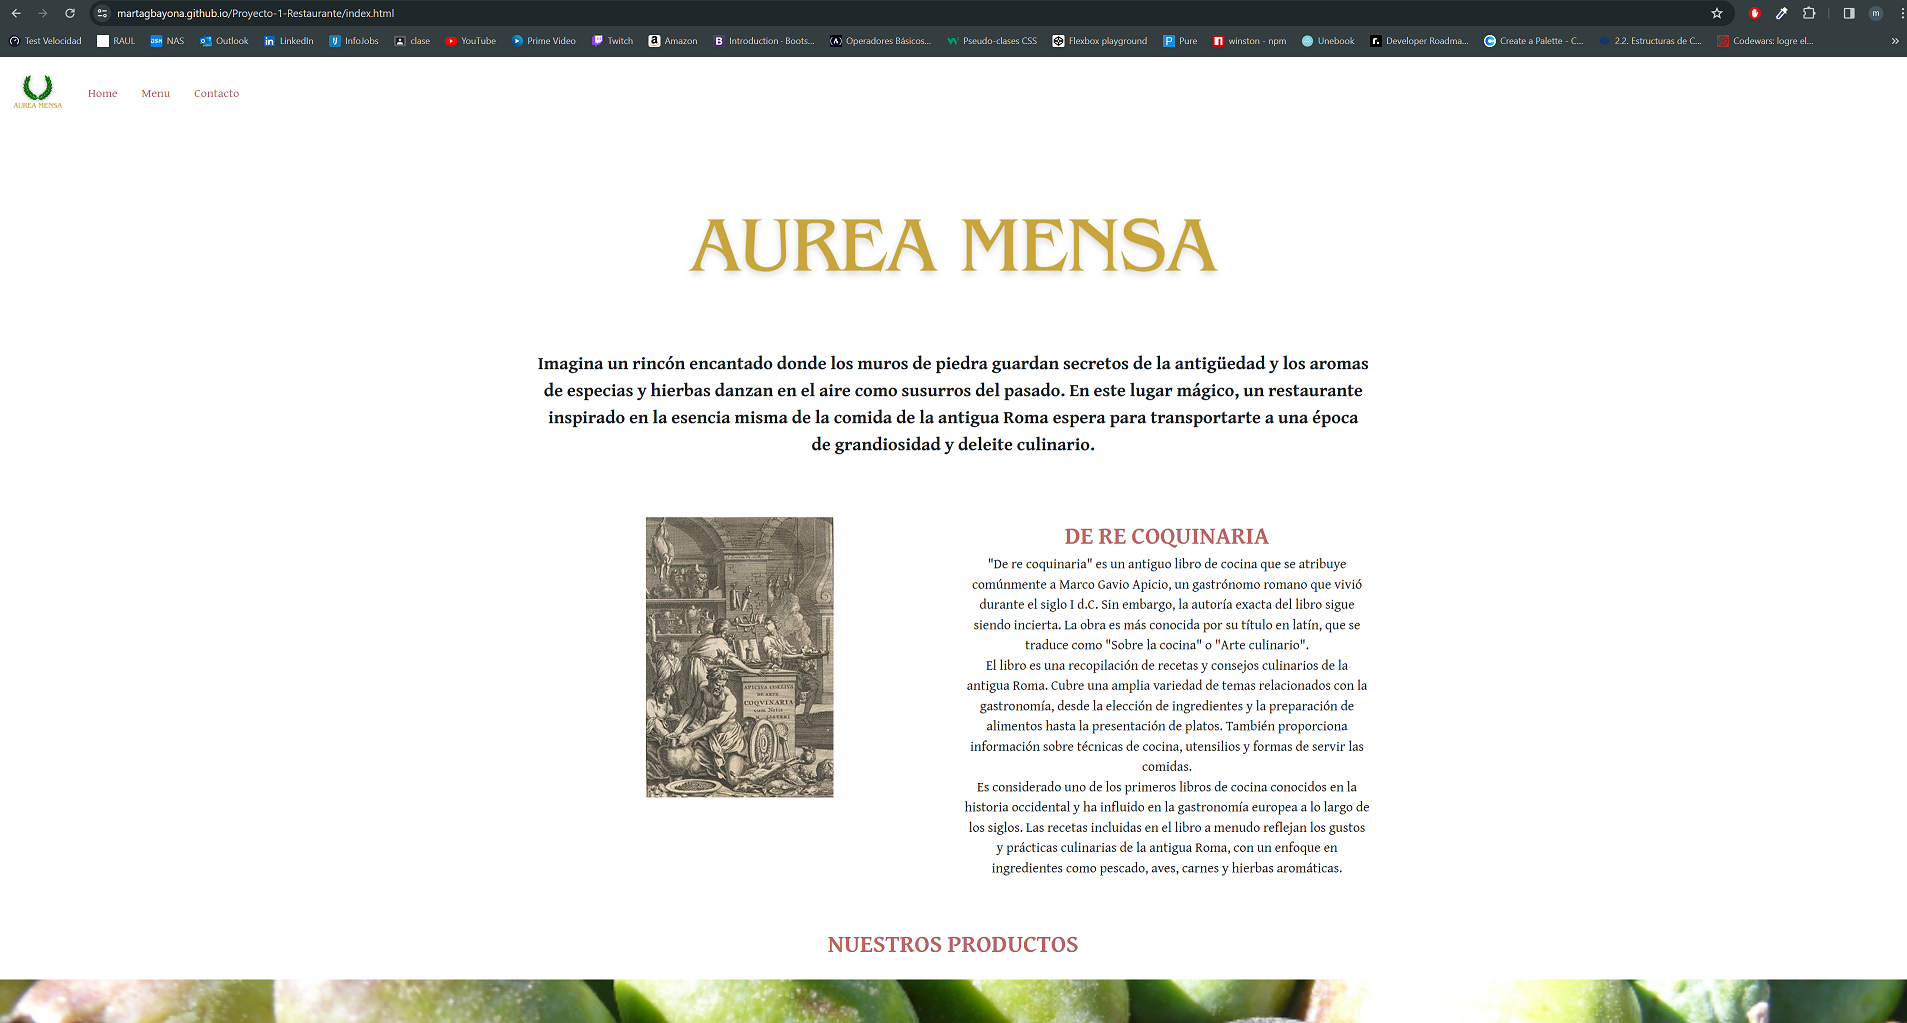 martagbayona.github.io/Proyecto-1-Restaurante/index.html
m
Test Velocidad RAUL NAS Outlook LinkedIn InfoJobs clase YouTube Prime Video Twitch Amazon Introduction · Boots... Operadores Básicos... Pseudo-clases CSS Flexbox playground Pure winston - npm Unebook Developer Roadma... Create a Palette - C... 2.2. Estructuras de C... Codewars: logre el... »
AUREA MENSA
Home Menu Contacto
AUREA MENSA
Imagina un rincón encantado donde los muros de piedra guardan secretos de la antigüedad y los aromas
de especias y hierbas danzan en el aire como susurros del pasado. En este lugar mágico, un restaurante
inspirado en la esencia misma de la comida de la antigua Roma espera para transportarte a una época
de grandiosidad y deleite culinario.
APICIVS COELIVS
DE ARTE
COQVINARIA
cum Notis
DE RE COQUINARIA
"De re coquinaria" es un antiguo libro de cocina que se atribuye
comúnmente a Marco Gavio Apicio, un gastrónomo romano que vivió
durante el siglo I d.C. Sin embargo, la autoría exacta del libro sigue
siendo incierta. La obra es más conocida por su título en latín, que se
traduce como "Sobre la cocina" o "Arte culinario".
El libro es una recopilación de recetas y consejos culinarios de la
antigua Roma. Cubre una amplia variedad de temas relacionados con la
gastronomía, desde la elección de ingredientes y la preparación de
alimentos hasta la presentación de platos. También proporciona
información sobre técnicas de cocina, utensilios y formas de servir las
comidas.
Es considerado uno de los primeros libros de cocina conocidos en la
historia occidental y ha influido en la gastronomía europea a lo largo de
los siglos. Las recetas incluidas en el libro a menudo reflejan los gustos
y prácticas culinarias de la antigua Roma, con un enfoque en
ingredientes como pescado, aves, carnes y hierbas aromáticas.
NUESTROS PRODUCTOS